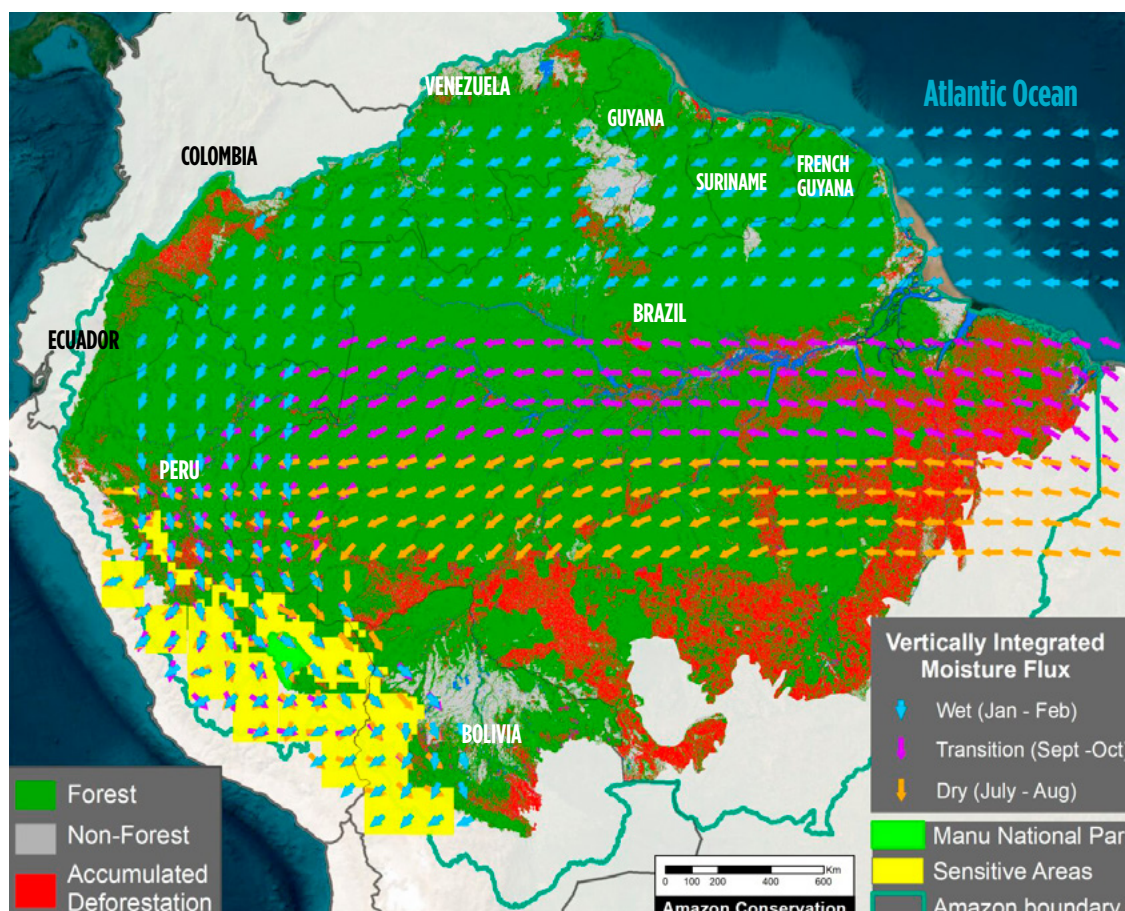 VENEZUELA
Atlantic Ocean
GUYANA
COLOMBIA
FRENCH
GUYANA
SURINAME
BRAZIL
ECUADOR
PERU
BOLIVIA
Vertically Integrated
Moisture Flux
Wet (Jan - Feb)
Transition (Sept -Oct)
Dry (July - Aug)
Manu National Par
Sensitive Areas
Amazon boundary
Forest
Non-Forest
Accumulated
Deforestation
Km
0 100 200 400 600
Amazon Conservation